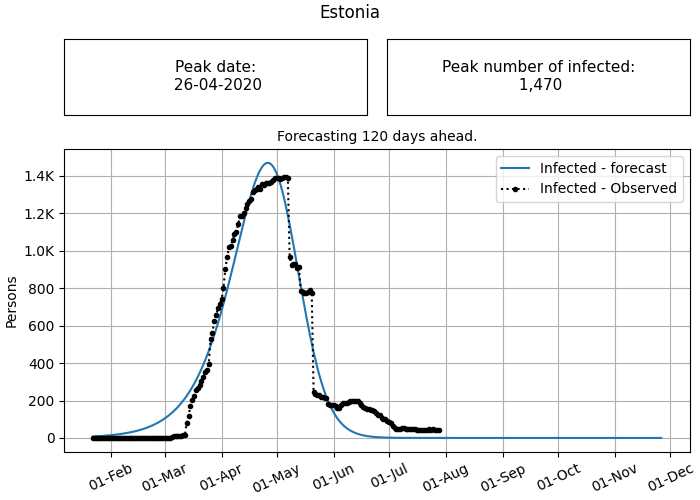 Estonia
Peak date:
26-04-2020
Peak number of infected:
1,470
Forecasting 120 days ahead.
Infected - forecast
Infected - Observed
Persons
1.4K
1.2K
1.0K
800
600
400
200
0
01-Feb
01-Mar
01-Apr
01-May
01-Jun
01-Jul
01-Aug
01-Sep
01-Oct
01-Nov
01-Dec